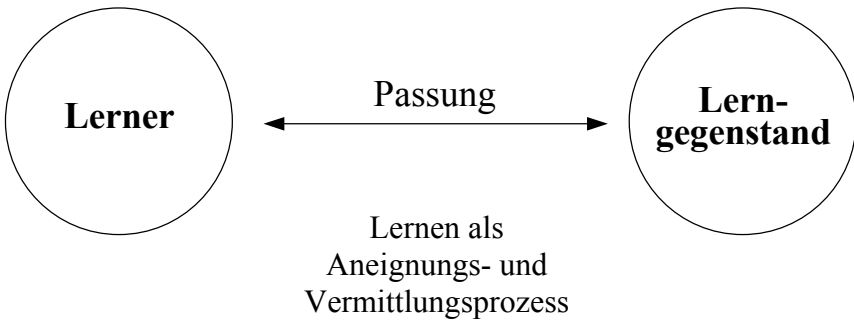 Lerner
Passung
Lern-
gegenstand
Lernen als
Aneignungs- und
Vermittlungsprozess